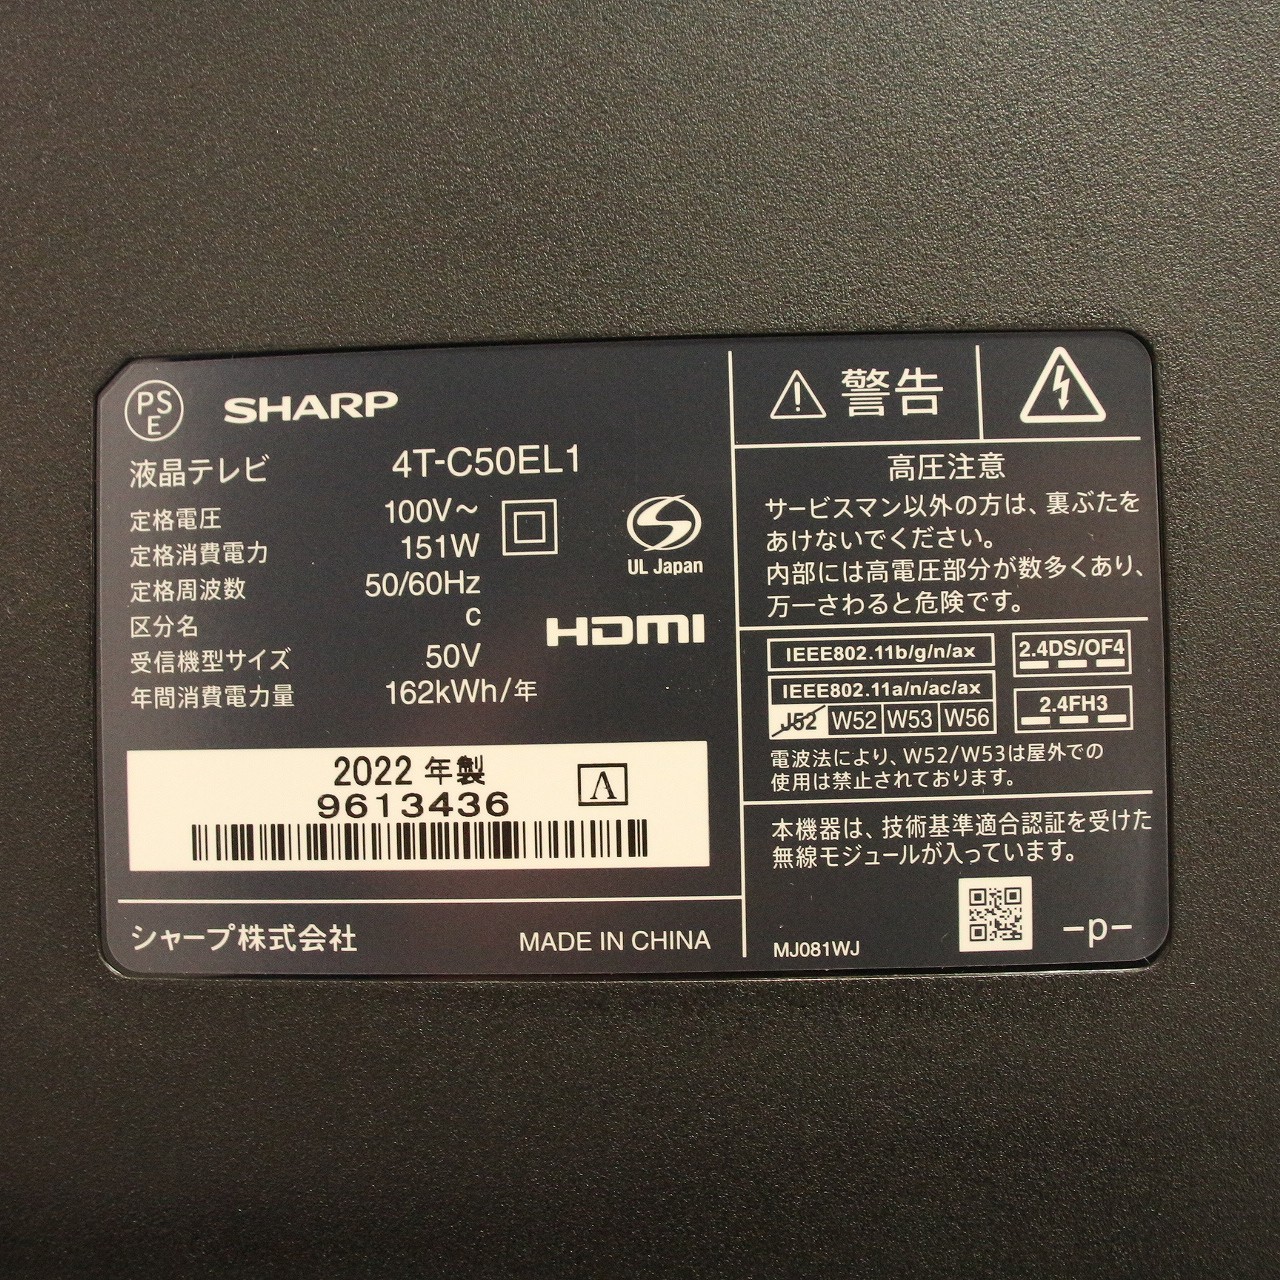 PS
E
SHARP
液晶テレビ 4T-C50EL1
定格電圧 100V～
定格消費電力 151W
定格周波数 50/60Hz
区分名 C
受信機型サイズ 50V
年間消費電力量 162kWh/年
UL Japan
HDMI
2022 年製
9613436
シャープ株式会社 MADE IN CHINA
警告
高圧注意
サービスマン以外の方は、裏ぶたを
あけないでください。
内部には高電圧部分が数多くあり、
万一さわると危険です。
IEEE802.11b/g/n/ax
IEEE802.11a/n/ac/ax
J52 W52 W53 W56
2.4DS/OF4
2.4FH3
電波法により、W52/W53は屋外での
使用は禁止されております。
本機器は、技術基準適合認証を受けた
無線モジュールが入っています。
MJ081WJ
-p-